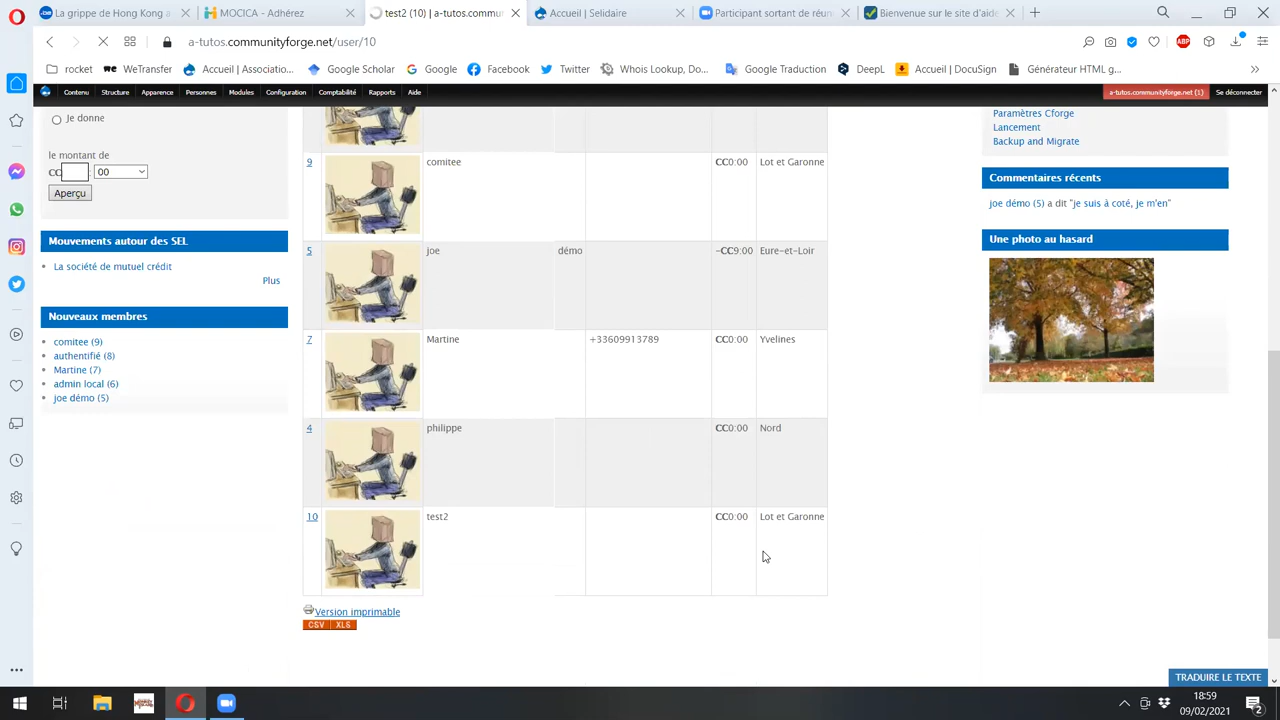 La grippe de Hong Kong a
MOCICA - Adhérez
test2 (10) | a-tutos.commu
Accueil | Selidaire
Participant sortant de réun
Bienvenue sur le site d'aide
a-tutos.communityforge.net/user/10
ABP
rocket
WeTransfer
Accueil | Associatio...
Google Scholar
Google
Facebook
Twitter
Whois Lookup, Do...
Google Traduction
DeepL
Accueil | DocuSign
Générateur HTML g...
Contenu
Structure
Apparence
Personnes
Modules
Configuration
Comptabilité
Rapports
Aide
a-tutos.communityforge.net (1)
Se déconnecter
Je donne
le montant de
CC
00
Aperçu
Mouvements autour des SEL
La société de mutuel crédit
Plus
Nouveaux membres
comitee (9)
authentifié (8)
Martine (7)
admin local (6)
joe démo (5)
9 comitee CC0:00 Lot et Garonne
5 joe démo -CC9:00 Eure-et-Loir
7 Martine +33609913789 CC0:00 Yvelines
4 philippe CC0:00 Nord
10 test2 CC0:00 Lot et Garonne
Version imprimable
CSV XLS
Paramètres Cforge
Lancement
Backup and Migrate
Commentaires récents
joe démo (5) a dit "je suis à coté, je m'en"
Une photo au hasard
TRADUIRE LE TEXTE
18:59
09/02/2021
2